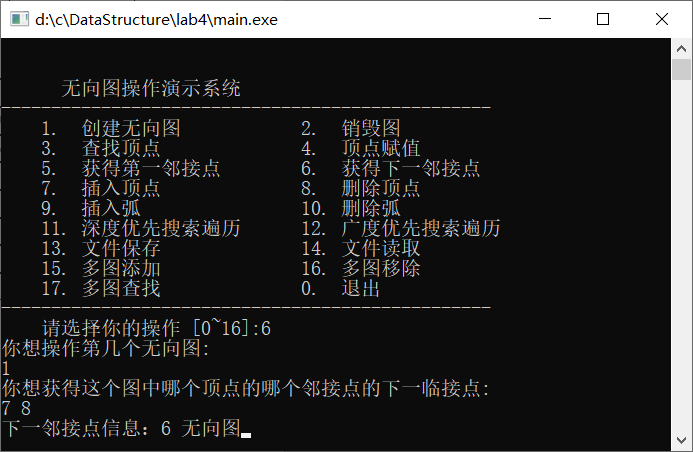 d:\c\DataStructure\lab4\main.exe
无向图操作演示系统
-------------------------------------------------
1. 创建无向图 2. 销毁图
3. 查找顶点 4. 顶点赋值
5. 获得第一邻接点 6. 获得下一邻接点
7. 插入顶点 8. 删除顶点
9. 插入弧 10. 删除弧
11. 深度优先搜索遍历 12. 广度优先搜索遍历
13. 文件保存 14. 文件读取
15. 多图添加 16. 多图移除
17. 多图查找 0. 退出
-------------------------------------------------
请选择你的操作 [0~16]:6
你想操作第几个无向图:
1
你想获得这个图中哪个顶点的哪个邻接点的下一临接点:
7 8
下一邻接点信息：6 无向图